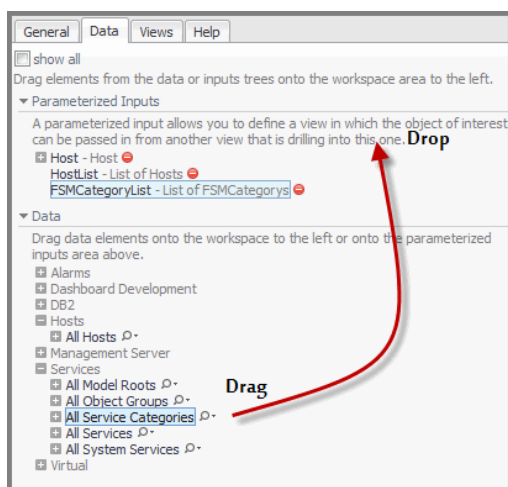 General Data Views Help
show all
Drag elements from the data or inputs trees onto the workspace area to the left.
Parameterized Inputs
A parameterized input allows you to define a view in which the object of interest
can be passed in from another view that is drilling into this one. Drop
Host - Host
HostList - List of Hosts
FSMCategoryList - List of FSMCategorys
Data
Drag data elements onto the workspace to the left or onto the parameterized
inputs area above.
Alarms
Dashboard Development
DB2
Hosts
All Hosts
Management Server
Services
All Model Roots
Drag
All Object Groups
All Service Categories
All Services
All System Services
Virtual